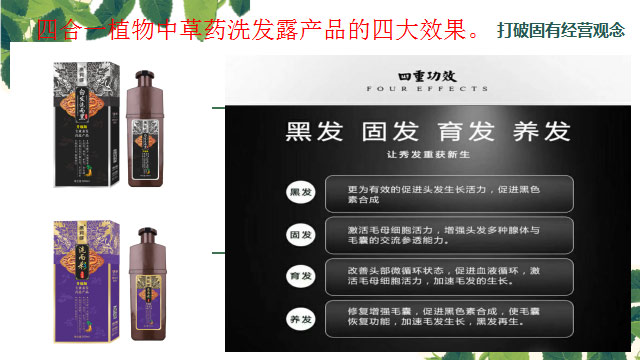 四合一植物中草药洗发露产品的四大效果。
打破固有经营观念
四重功效
FOUR EFFECTS
黑发 固发 育发 养发
让秀发重获新生
黑发
更为有效的促进头发生长活力，促进黑色
素合成
固发
激活毛母细胞活力，增强头发多种腺体与
毛囊的交流参透能力。
育发
改善头部微循环状态，促进血液循环，激
活毛母细胞活力，加速毛发的生长。
养发
修复增强毛囊，促进黑色素合成，使毛囊
恢复功能，加速毛发生长，黑发再生。